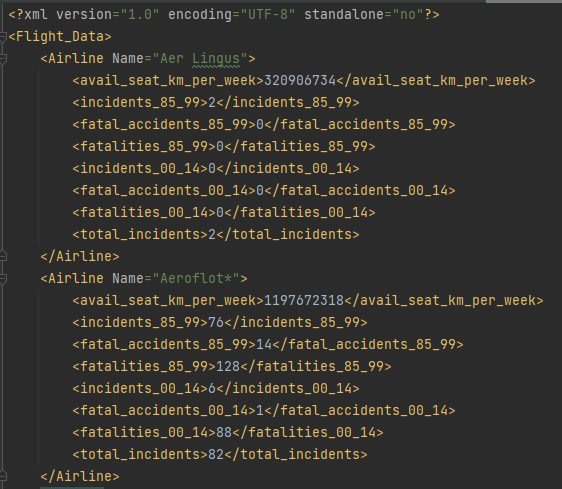 <?xml version="1.0" encoding="UTF-8" standalone="no"?>
<Flight_Data>
<Airline Name="Aer Lingus">
<avail_seat_km_per_week>320906734</avail_seat_km_per_week>
<incidents_85_99>2</incidents_85_99>
<fatal_accidents_85_99>0</fatal_accidents_85_99>
<fatalities_85_99>0</fatalities_85_99>
<incidents_00_14>0</incidents_00_14>
<fatal_accidents_00_14>0</fatal_accidents_00_14>
<fatalities_00_14>0</fatalities_00_14>
<total_incidents>2</total_incidents>
</Airline>
<Airline Name="Aeroflot*">
<avail_seat_km_per_week>1197672318</avail_seat_km_per_week>
<incidents_85_99>76</incidents_85_99>
<fatal_accidents_85_99>14</fatal_accidents_85_99>
<fatalities_85_99>128</fatalities_85_99>
<incidents_00_14>6</incidents_00_14>
<fatal_accidents_00_14>1</fatal_accidents_00_14>
<fatalities_00_14>88</fatalities_00_14>
<total_incidents>82</total_incidents>
</Airline>